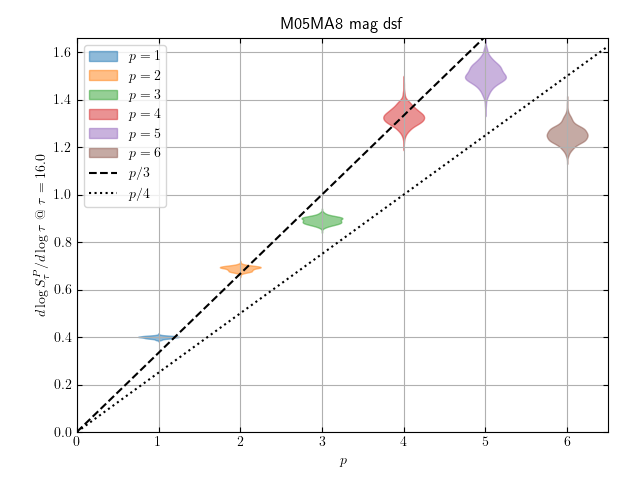 M05MA8 mag dsf
d log S_τ^P / d log τ @ τ = 16.0
1.6
1.4
1.2
1.0
0.8
0.6
0.4
0.2
0.0
p = 1
p = 2
p = 3
p = 4
p = 5
p = 6
p/3
p/4
0 1 2 3 4 5 6
p